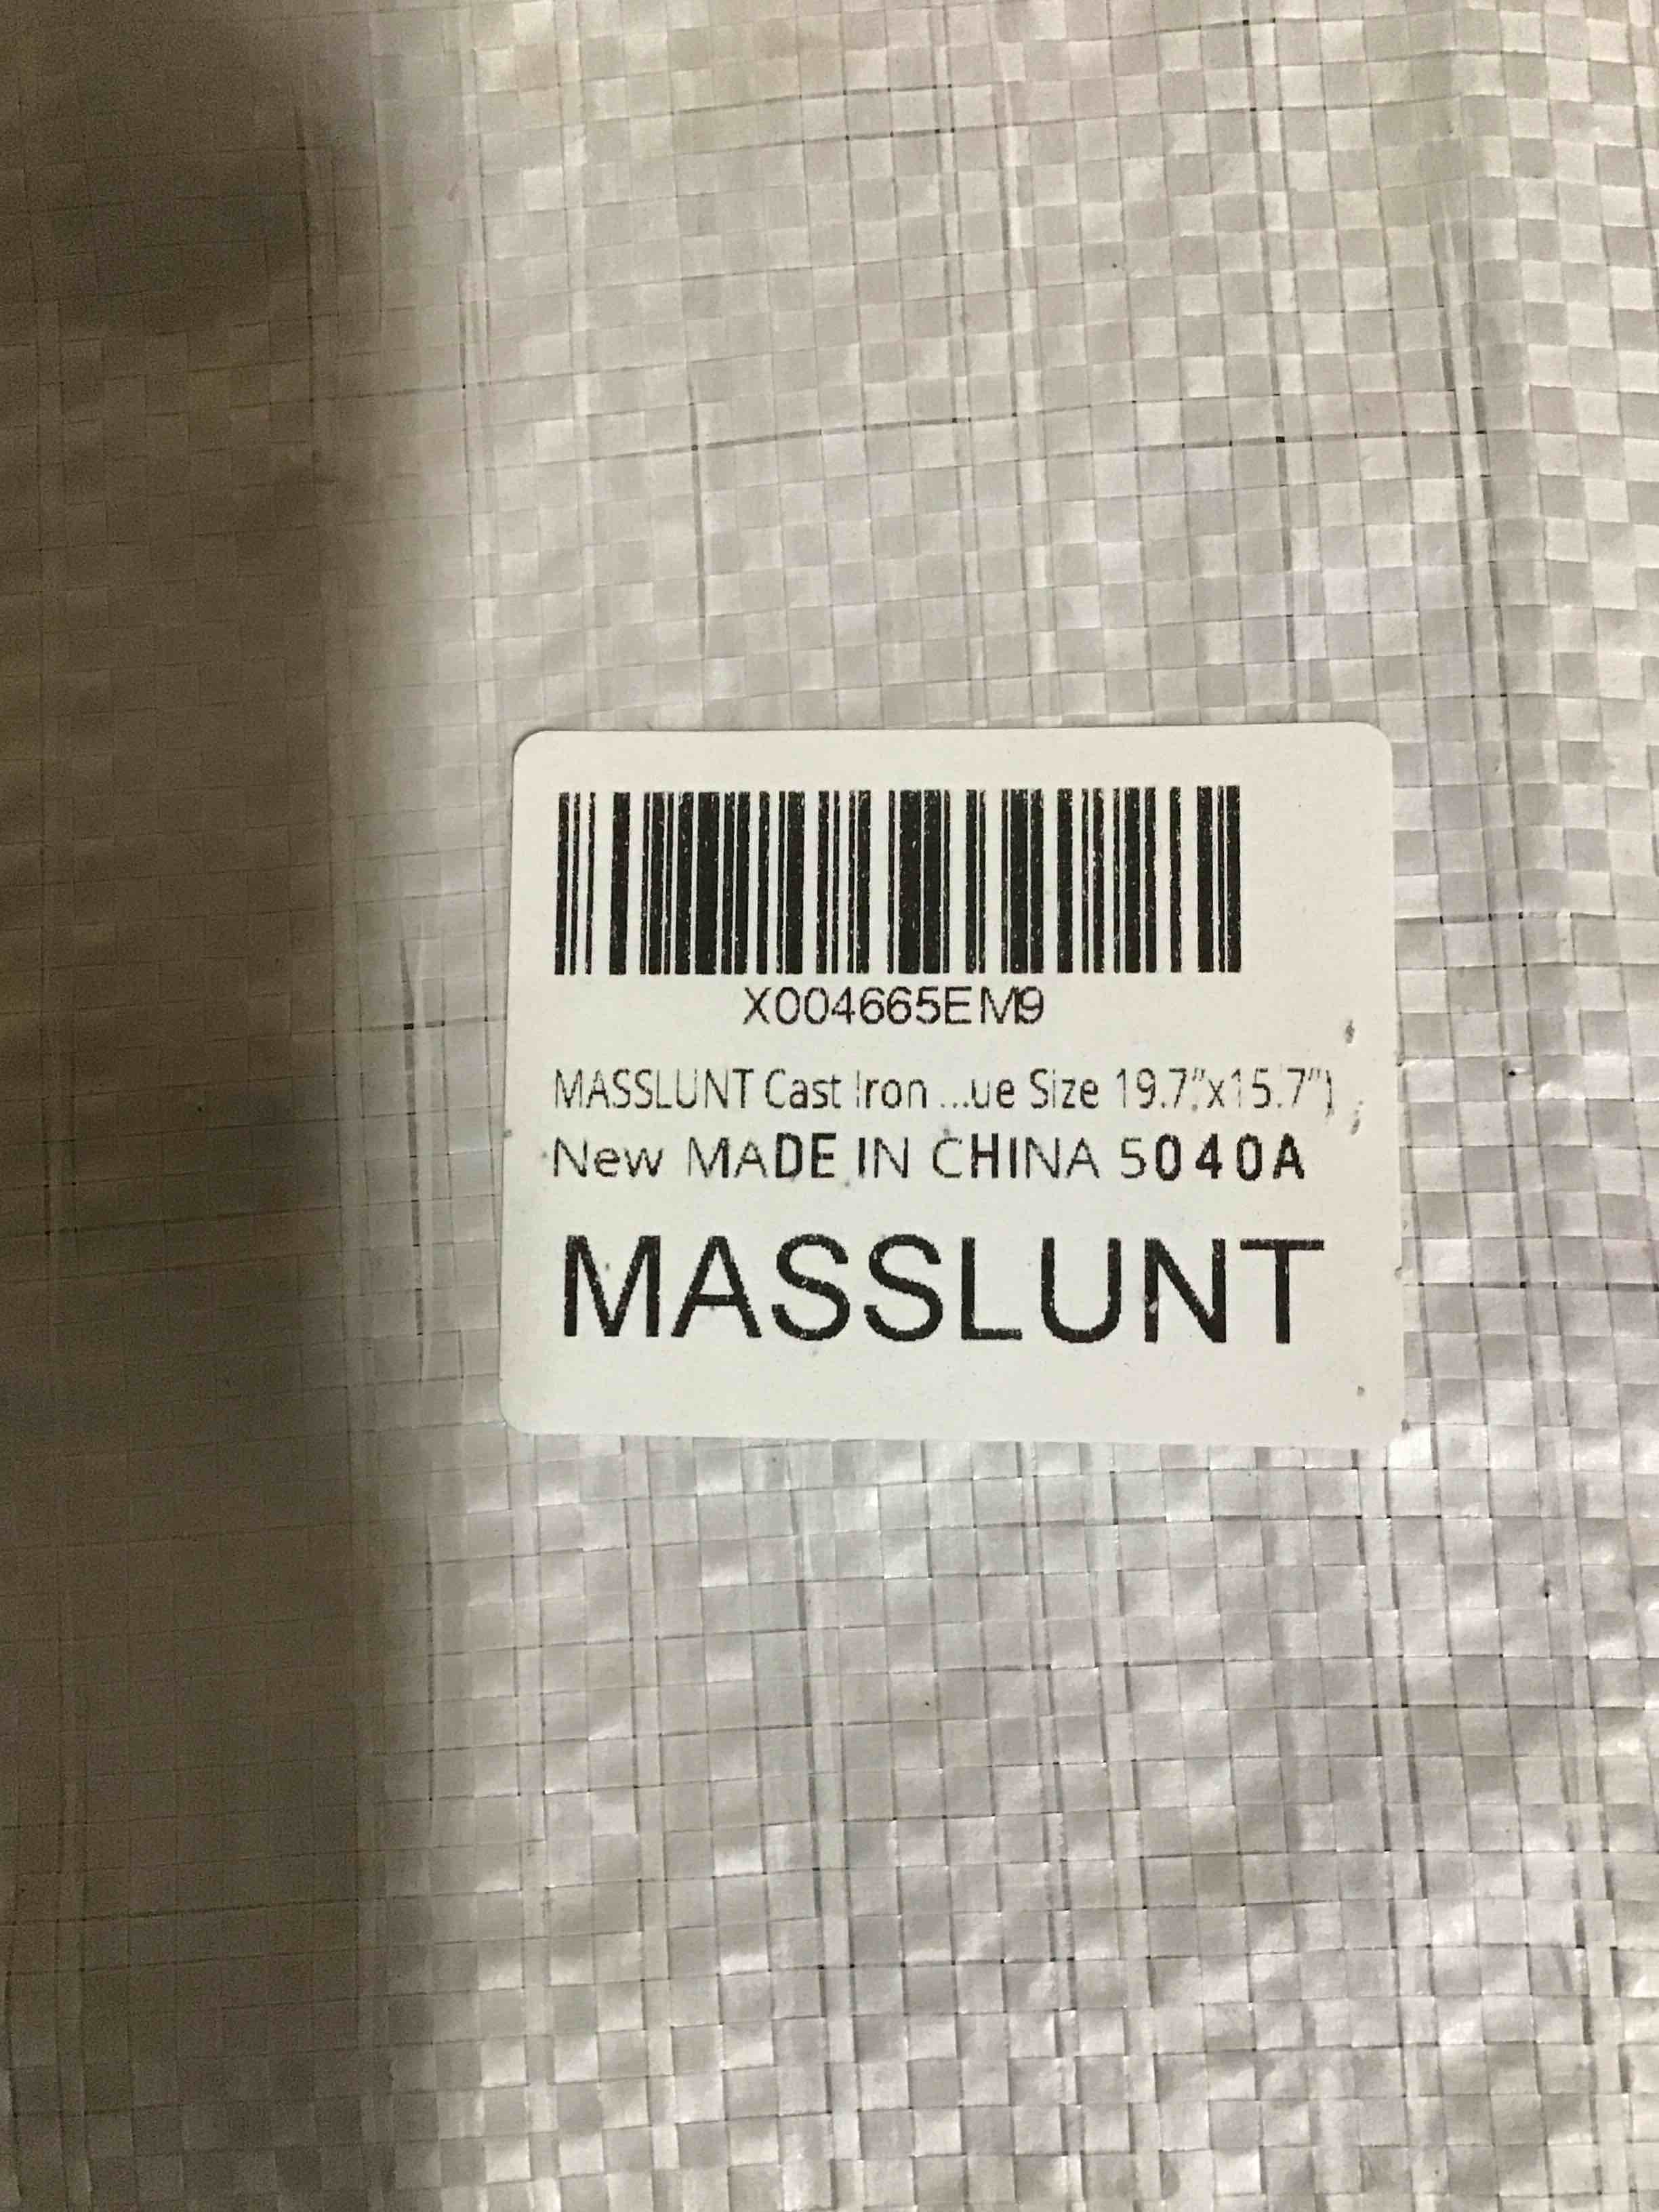 X004665EM9
MASSLUNT Cast Iron ...ue Size 19.7"x15.7")
New MADE IN CHINA 5040A
MASSLUNT